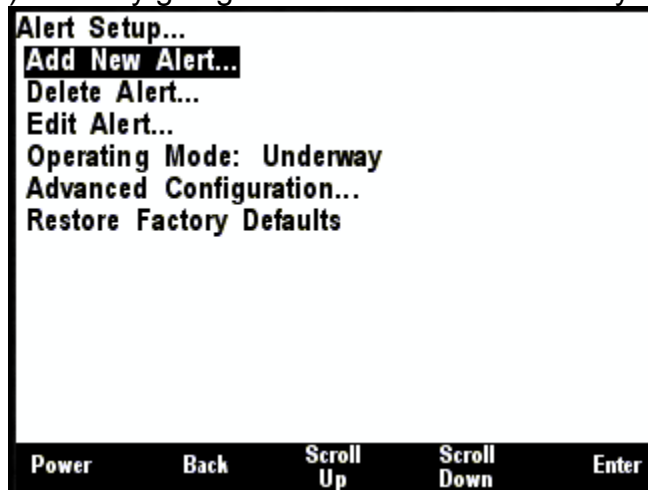 Alert Setup...
Add New Alert...
Delete Alert...
Edit Alert...
Operating Mode: Underway
Advanced Configuration...
Restore Factory Defaults
Power Back Scroll Up Scroll Down Enter